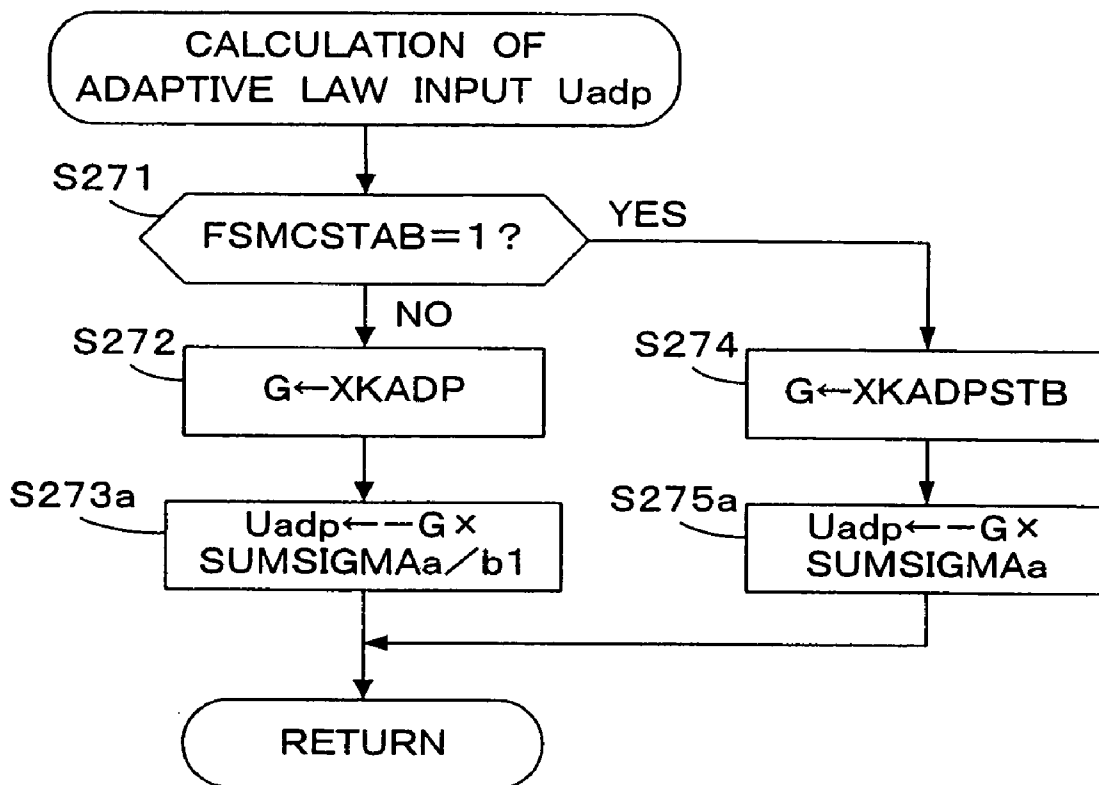 CALCULATION OF
ADAPTIVE LAW INPUT Uadp
S271
FSMCSTAB=1?
YES
NO
S272
G←XKADP
S274
G←XKADPSTB
S273a
Uadp←−G×
SUMSIGMAa/b1
S275a
Uadp←−G×
SUMSIGMAa
RETURN